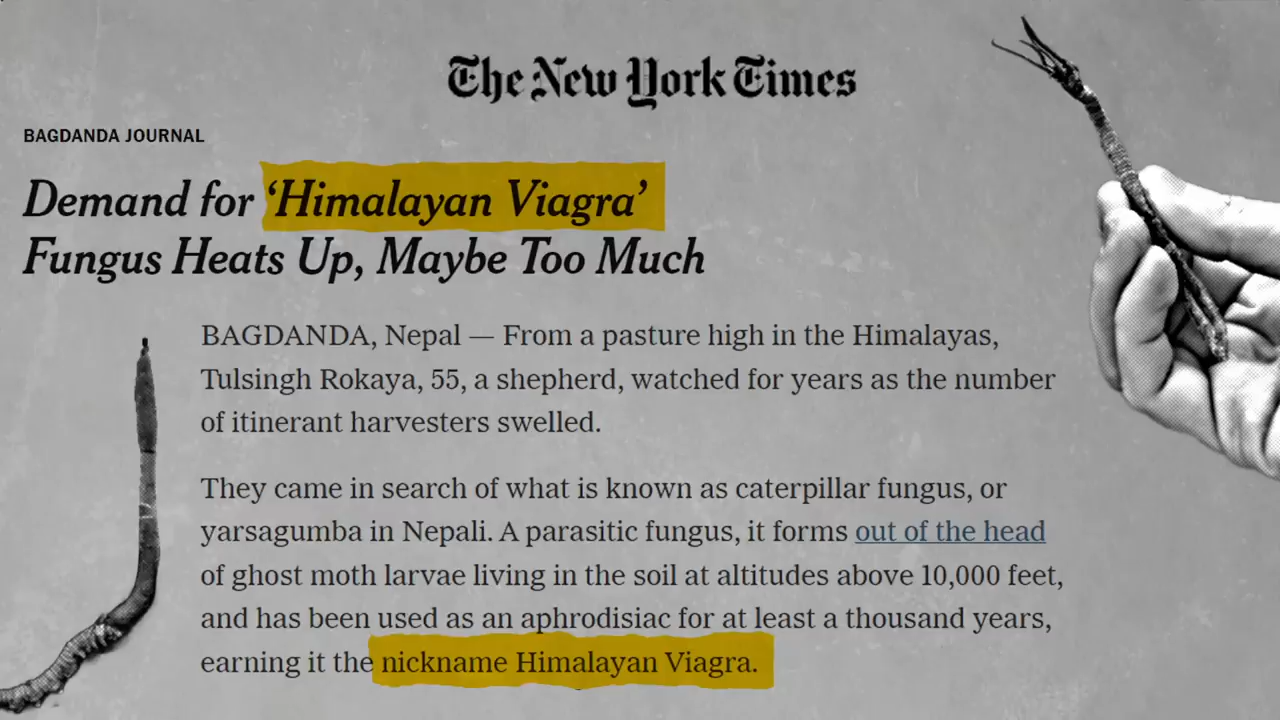 The New York Times
BAGDANDA JOURNAL
Demand for ‘Himalayan Viagra’
Fungus Heats Up, Maybe Too Much
BAGDANDA, Nepal — From a pasture high in the Himalayas,
Tulsingh Rokaya, 55, a shepherd, watched for years as the number
of itinerant harvesters swelled.
They came in search of what is known as caterpillar fungus, or
yarsagumba in Nepali. A parasitic fungus, it forms out of the head
of ghost moth larvae living in the soil at altitudes above 10,000 feet,
and has been used as an aphrodisiac for at least a thousand years,
earning it the nickname Himalayan Viagra.